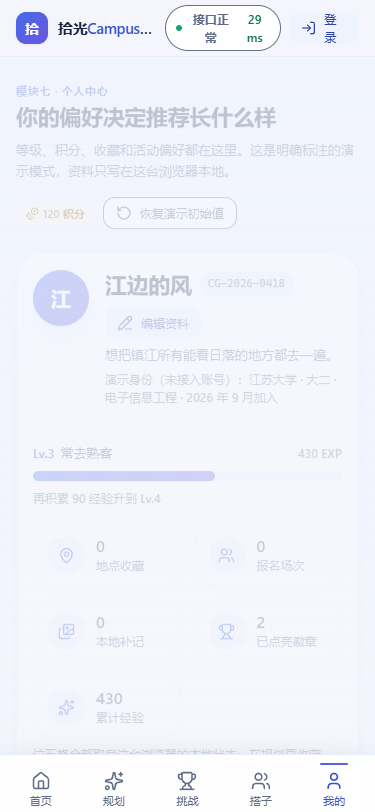 拾 拾光Campus... 接口正常 29 ms 登录
模块七 · 个人中心
你的偏好决定推荐长什么样
等级、积分、收藏和活动偏好都在这里。这是明确标注的演
示模式，资料只写在这台浏览器本地。
120 积分 恢复演示初始值
江 江边的风 CG-2026-0418
编辑资料
想把镇江所有能看日落的地方都去一遍。
演示身份（未接入账号）：江苏大学 · 大二 ·
电子信息工程 · 2026 年 9 月加入
Lv.3 常去熟客 430 EXP
再积累 90 经验升到 Lv.4
0 0
地点收藏 报名场次
0 2
本地补记 已点亮徽章
430
累计经验
首页 规划 挑战 搭子 我的